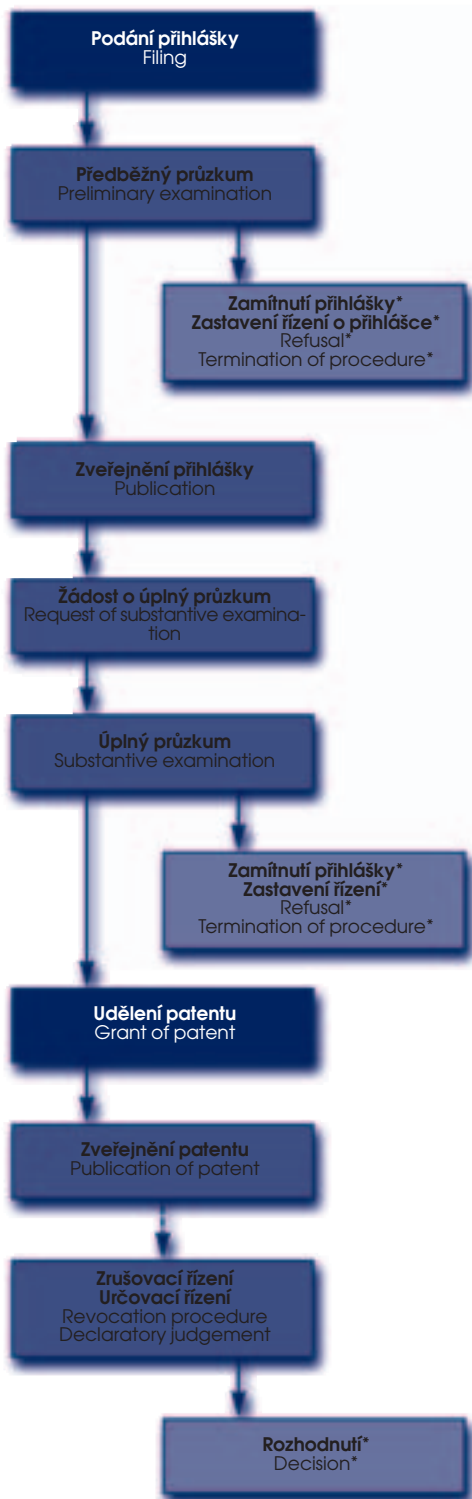 Podání přihlášky
Filing
Předběžný průzkum
Preliminary examination
Zamítnutí přihlášky*
Zastavení řízení o přihlášce*
Refusal*
Termination of procedure*
Zveřejnění přihlášky
Publication
Žádost o úplný průzkum
Request of substantive examina-
tion
Úplný průzkum
Substantive examination
Zamítnutí přihlášky*
Zastavení řízení*
Refusal*
Termination of procedure*
Udělení patentu
Grant of patent
Zveřejnění patentu
Publication of patent
Zrušovací řízení
Určovací řízení
Revocation procedure
Declaratory judgement
Rozhodnutí*
Decision*